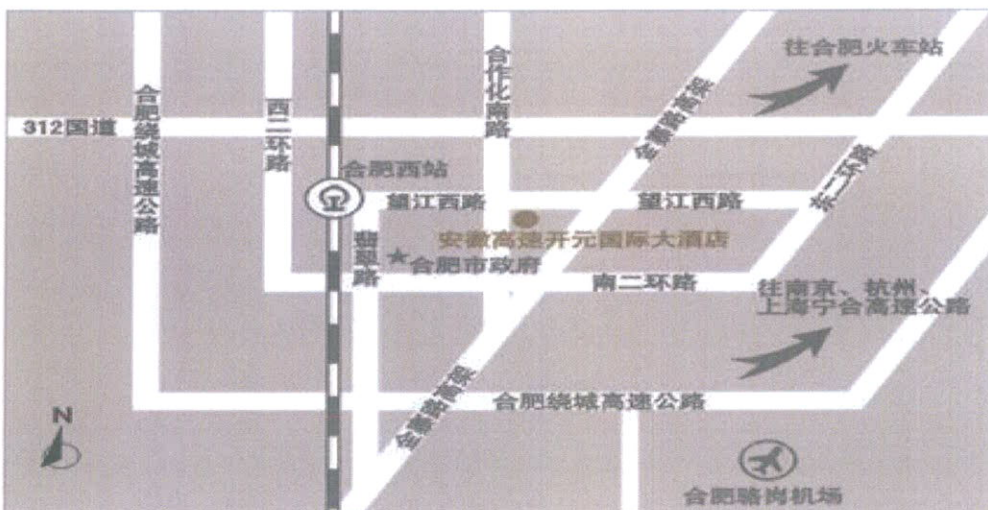 往合肥火车站
合作化南路
金寨路高架
合肥绕城高速公路
西二环路
312国道
东二环路
合肥西站
望江西路
望江西路
翡翠路
安徽高速开元国际大酒店
合肥市政府
南二环路
往南京、杭州、
上海宁合高速公路
金寨路高架
合肥绕城高速公路
N
合肥骆岗机场